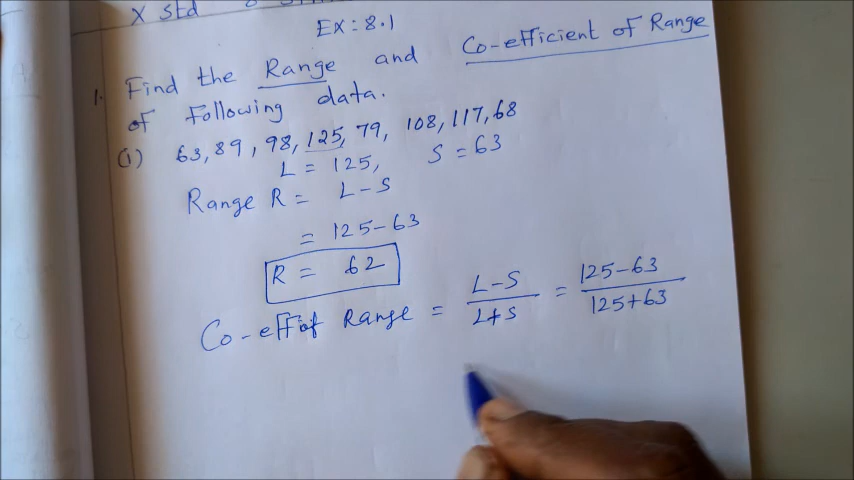 X Std 8
Ex: 8.1
1. Find the Range and Co-efficient of Range
of Following data.
(1) 63, 89, 98, 125, 79, 108, 117, 68
L = 125, S = 63
Range R = L-S
= 125-63
R = 62
Co-eff of Range = L-S / L+S = 125-63 / 125+63